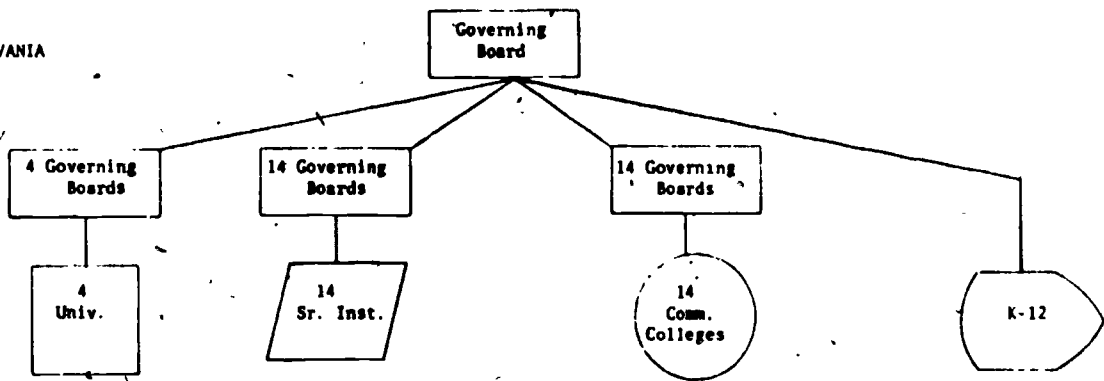 VANIA
Governing
Board
4 Governing
Boards
14 Governing
Boards
14 Governing
Boards
4
Univ.
14
Sr. Inst.
14
Comm.
Colleges
K-12